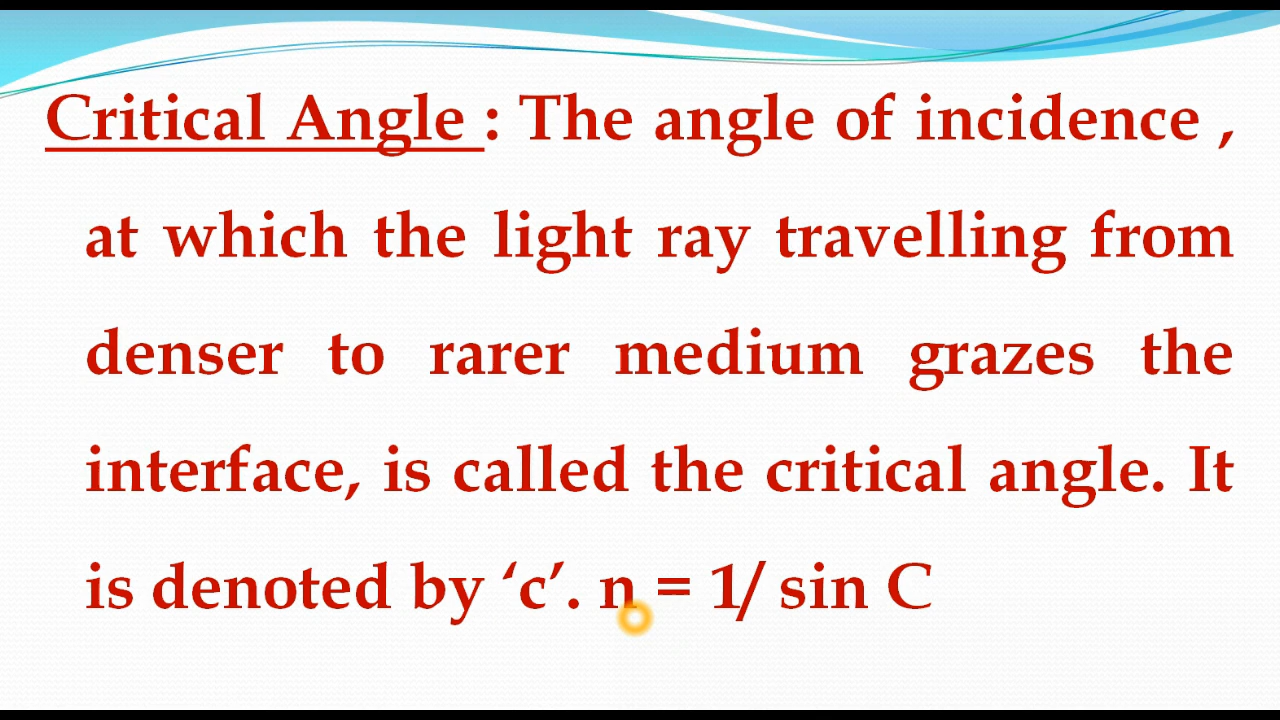 Critical Angle : The angle of incidence ,
at which the light ray travelling from
denser to rarer medium grazes the
interface, is called the critical angle. It
is denoted by ‘c’. n = 1/ sin C